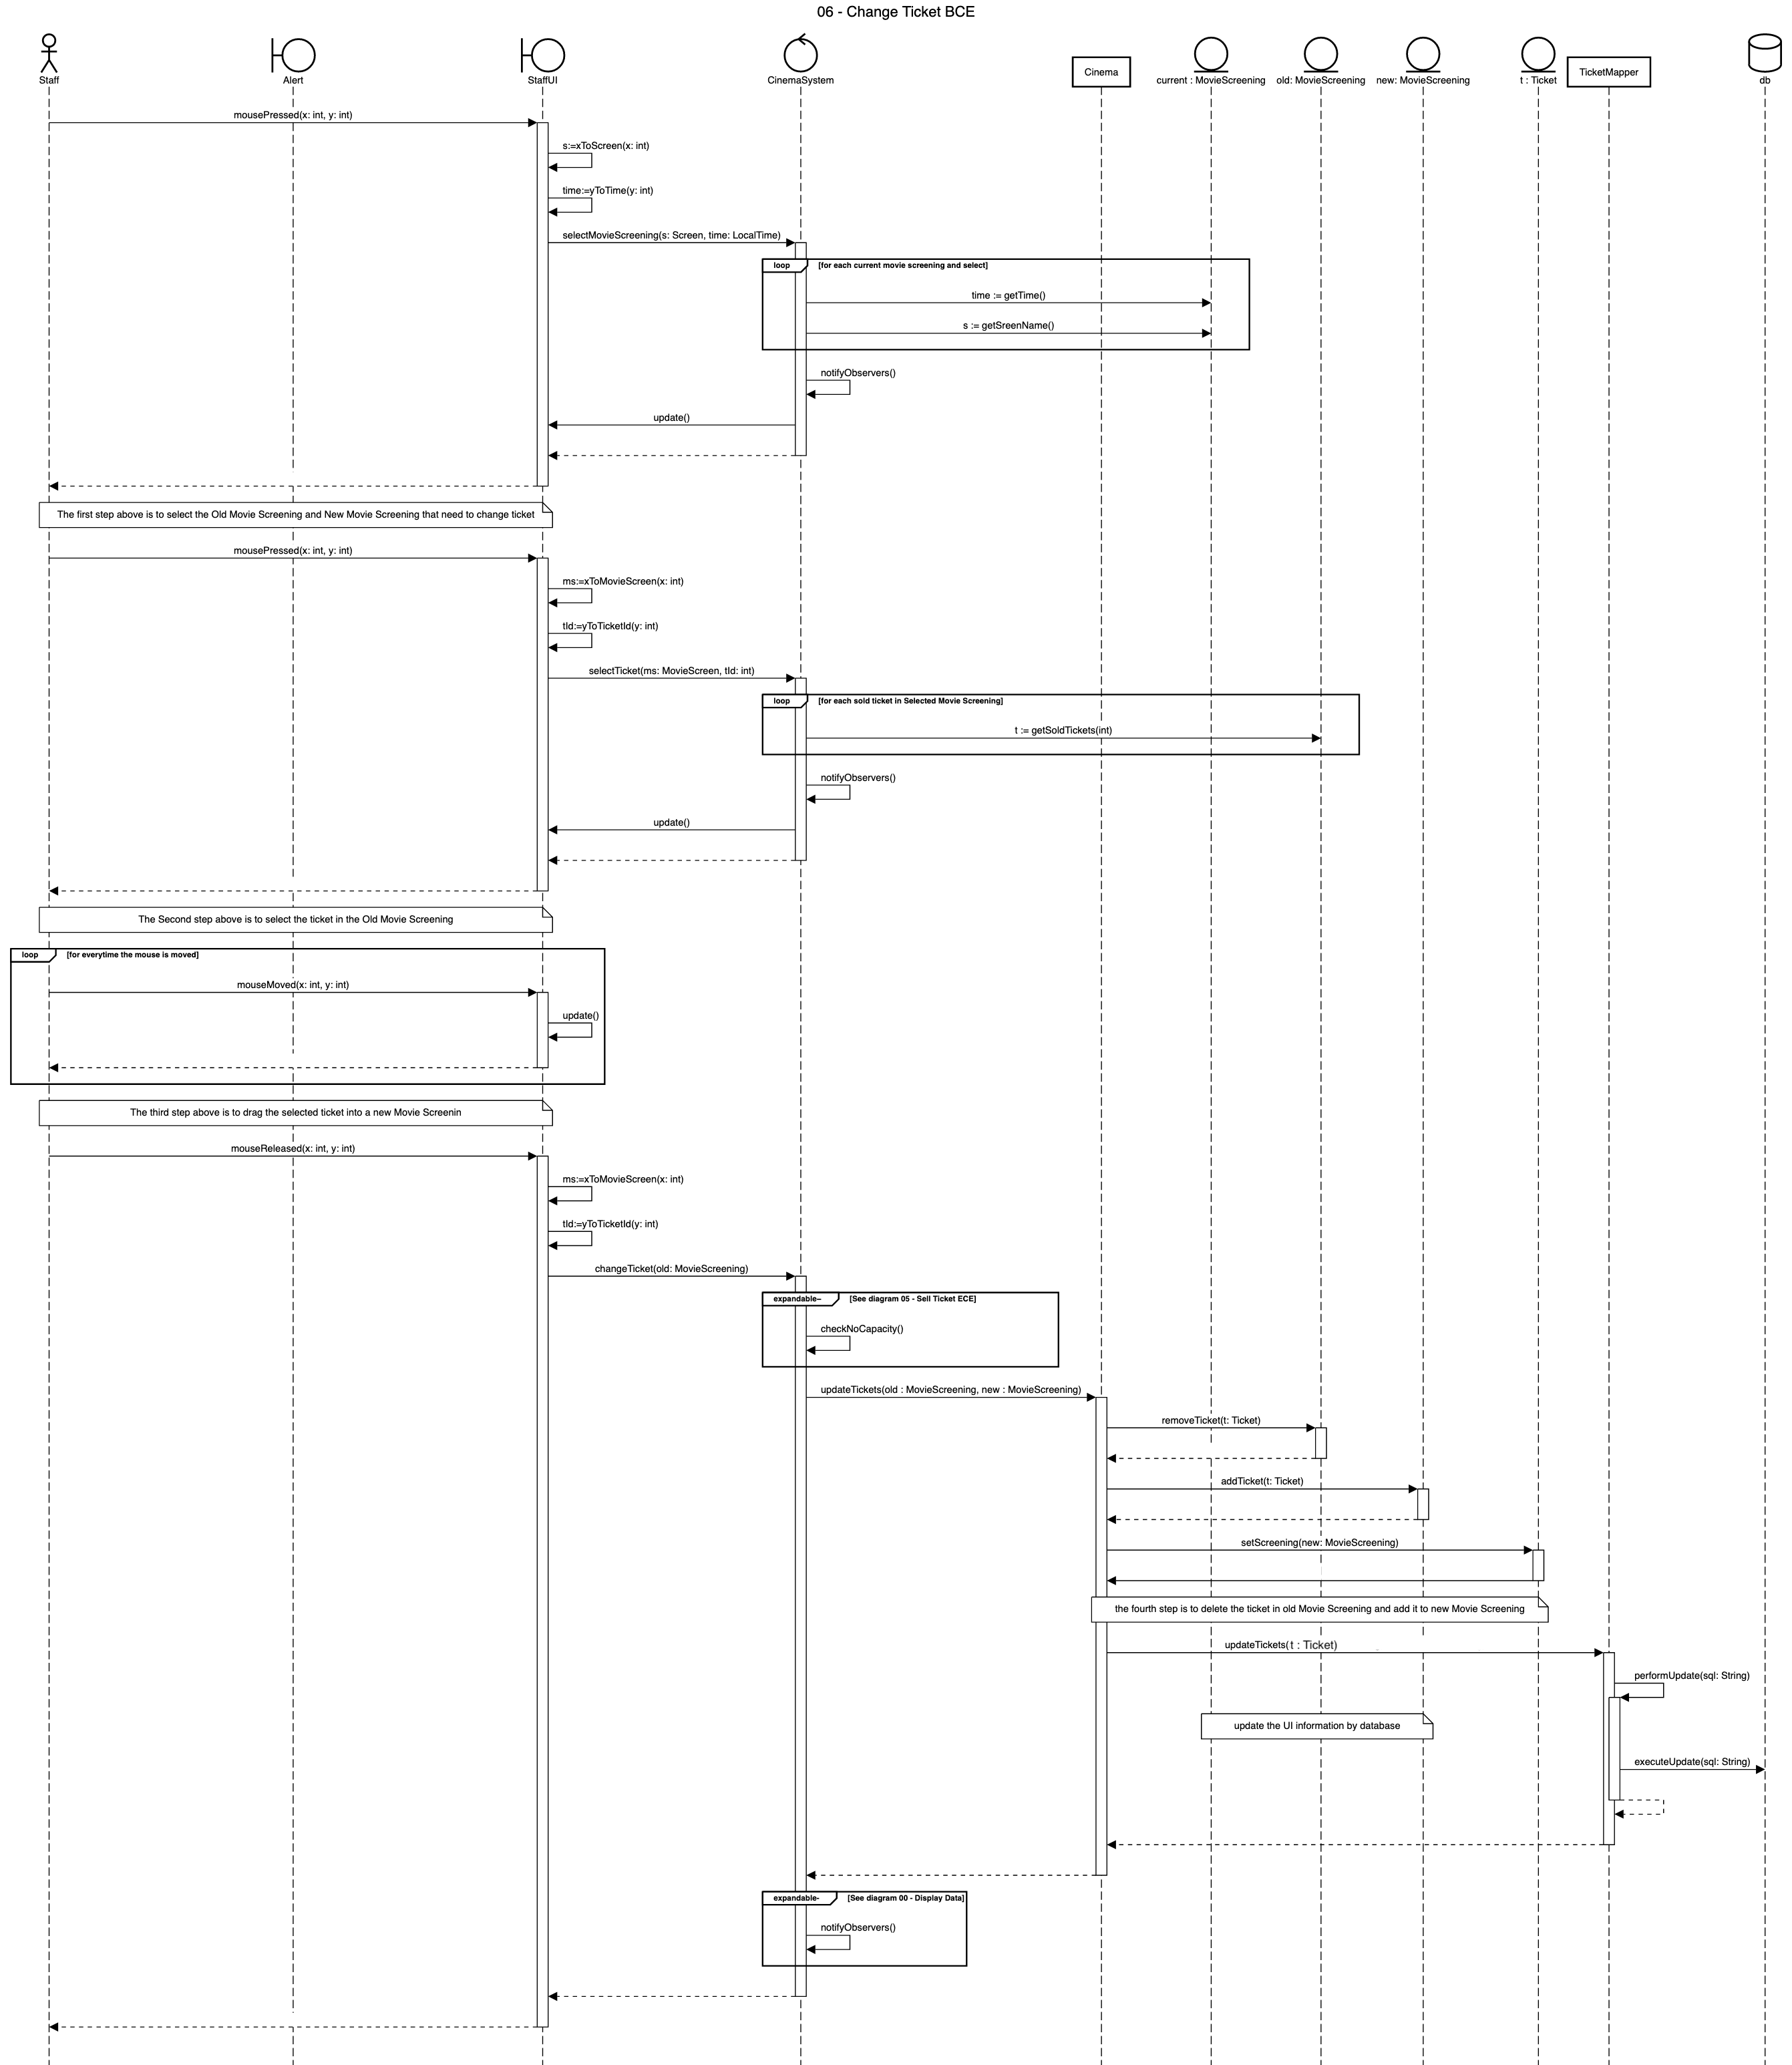 06 - Change Ticket BCE
Staff
Alert
StaffUI
CinemaSystem
Cinema
current : MovieScreening
old: MovieScreening
new: MovieScreening
t : Ticket
TicketMapper
db
mousePressed(x: int, y: int)
s:=xToScreen(x: int)
time:=yToTime(y: int)
selectMovieScreening(s: Screen, time: LocalTime)
loop
[for each current movie screening and select]
time := getTime()
s := getSreenName()
notifyObservers()
update()
The first step above is to select the Old Movie Screening and New Movie Screening that need to change ticket
mousePressed(x: int, y: int)
ms:=xToMovieScreen(x: int)
tId:=yToTicketId(y: int)
selectTicket(ms: MovieScreen, tId: int)
loop
[for each sold ticket in Selected Movie Screening]
t := getSoldTickets(int)
notifyObservers()
update()
The Second step above is to select the ticket in the Old Movie Screening
loop
[for everytime the mouse is moved]
mouseMoved(x: int, y: int)
update()
The third step above is to drag the selected ticket into a new Movie Screenin
mouseReleased(x: int, y: int)
ms:=xToMovieScreen(x: int)
tId:=yToTicketId(y: int)
changeTicket(old: MovieScreening)
expandable–
[See diagram 05 - Sell Ticket ECE]
checkNoCapacity()
updateTickets(old : MovieScreening, new : MovieScreening)
removeTicket(t: Ticket)
addTicket(t: Ticket)
setScreening(new: MovieScreening)
the fourth step is to delete the ticket in old Movie Screening and add it to new Movie Screening
updateTickets(t : Ticket)
performUpdate(sql: String)
update the UI information by database
executeUpdate(sql: String)
expandable-
[See diagram 00 - Display Data]
notifyObservers()